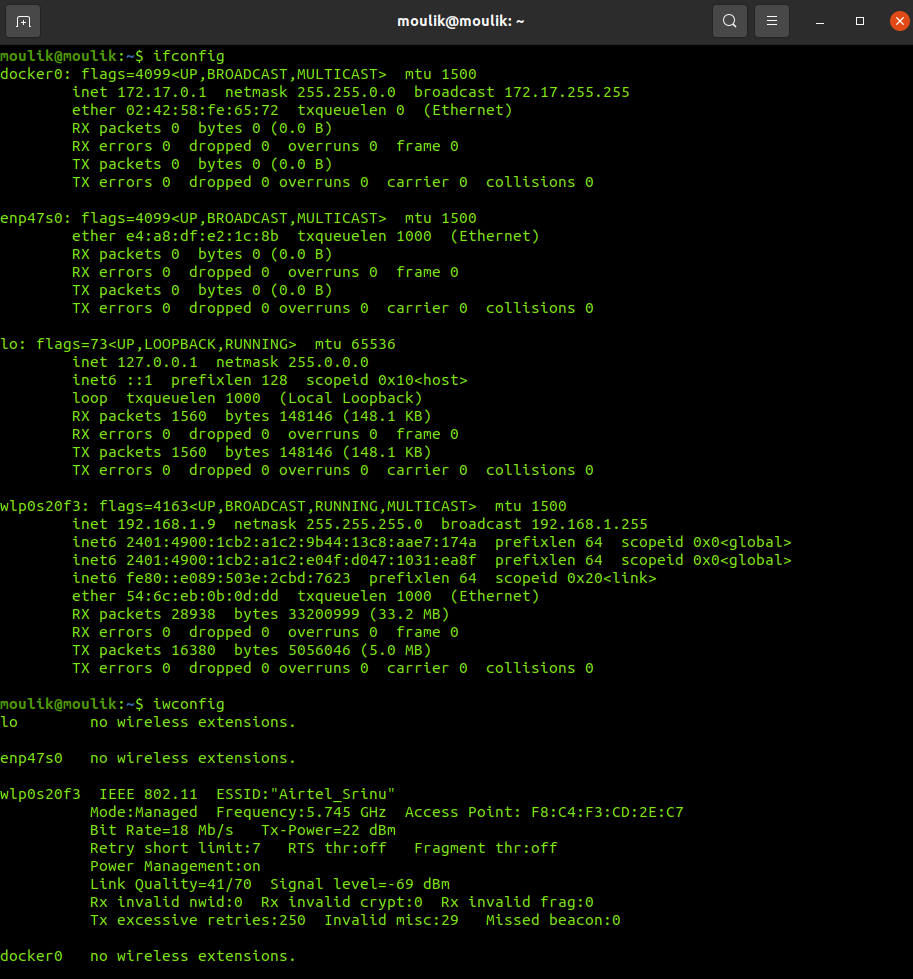 moulik@moulik: ~
moulik@moulik:~$ ifconfig
docker0: flags=4099<UP,BROADCAST,MULTICAST>  mtu 1500
        inet 172.17.0.1  netmask 255.255.0.0  broadcast 172.17.255.255
        ether 02:42:58:fe:65:72  txqueuelen 0  (Ethernet)
        RX packets 0  bytes 0 (0.0 B)
        RX errors 0  dropped 0  overruns 0  frame 0
        TX packets 0  bytes 0 (0.0 B)
        TX errors 0  dropped 0 overruns 0  carrier 0  collisions 0

enp47s0: flags=4099<UP,BROADCAST,MULTICAST>  mtu 1500
        ether e4:a8:df:e2:1c:8b  txqueuelen 1000  (Ethernet)
        RX packets 0  bytes 0 (0.0 B)
        RX errors 0  dropped 0  overruns 0  frame 0
        TX packets 0  bytes 0 (0.0 B)
        TX errors 0  dropped 0 overruns 0  carrier 0  collisions 0

lo: flags=73<UP,LOOPBACK,RUNNING>  mtu 65536
        inet 127.0.0.1  netmask 255.0.0.0
        inet6 ::1  prefixlen 128  scopeid 0x10<host>
        loop  txqueuelen 1000  (Local Loopback)
        RX packets 1560  bytes 148146 (148.1 KB)
        RX errors 0  dropped 0  overruns 0  frame 0
        TX packets 1560  bytes 148146 (148.1 KB)
        TX errors 0  dropped 0 overruns 0  carrier 0  collisions 0

wlp0s20f3: flags=4163<UP,BROADCAST,RUNNING,MULTICAST>  mtu 1500
        inet 192.168.1.9  netmask 255.255.255.0  broadcast 192.168.1.255
        inet6 2401:4900:1cb2:a1c2:9b44:13c8:aae7:174a  prefixlen 64  scopeid 0x0<global>
        inet6 2401:4900:1cb2:a1c2:e04f:d047:1031:ea8f  prefixlen 64  scopeid 0x0<global>
        inet6 fe80::e089:503e:2cbd:7623  prefixlen 64  scopeid 0x20<link>
        ether 54:6c:eb:0b:0d:dd  txqueuelen 1000  (Ethernet)
        RX packets 28938  bytes 33200999 (33.2 MB)
        RX errors 0  dropped 0  overruns 0  frame 0
        TX packets 16380  bytes 5056046 (5.0 MB)
        TX errors 0  dropped 0 overruns 0  carrier 0  collisions 0

moulik@moulik:~$ iwconfig
lo        no wireless extensions.

enp47s0   no wireless extensions.

wlp0s20f3  IEEE 802.11  ESSID:"Airtel_Srinu"
          Mode:Managed  Frequency:5.745 GHz  Access Point: F8:C4:F3:CD:2E:C7
          Bit Rate=18 Mb/s   Tx-Power=22 dBm
          Retry short limit:7   RTS thr:off   Fragment thr:off
          Power Management:on
          Link Quality=41/70  Signal level=-69 dBm
          Rx invalid nwid:0  Rx invalid crypt:0  Rx invalid frag:0
          Tx excessive retries:250  Invalid misc:29   Missed beacon:0

docker0   no wireless extensions.